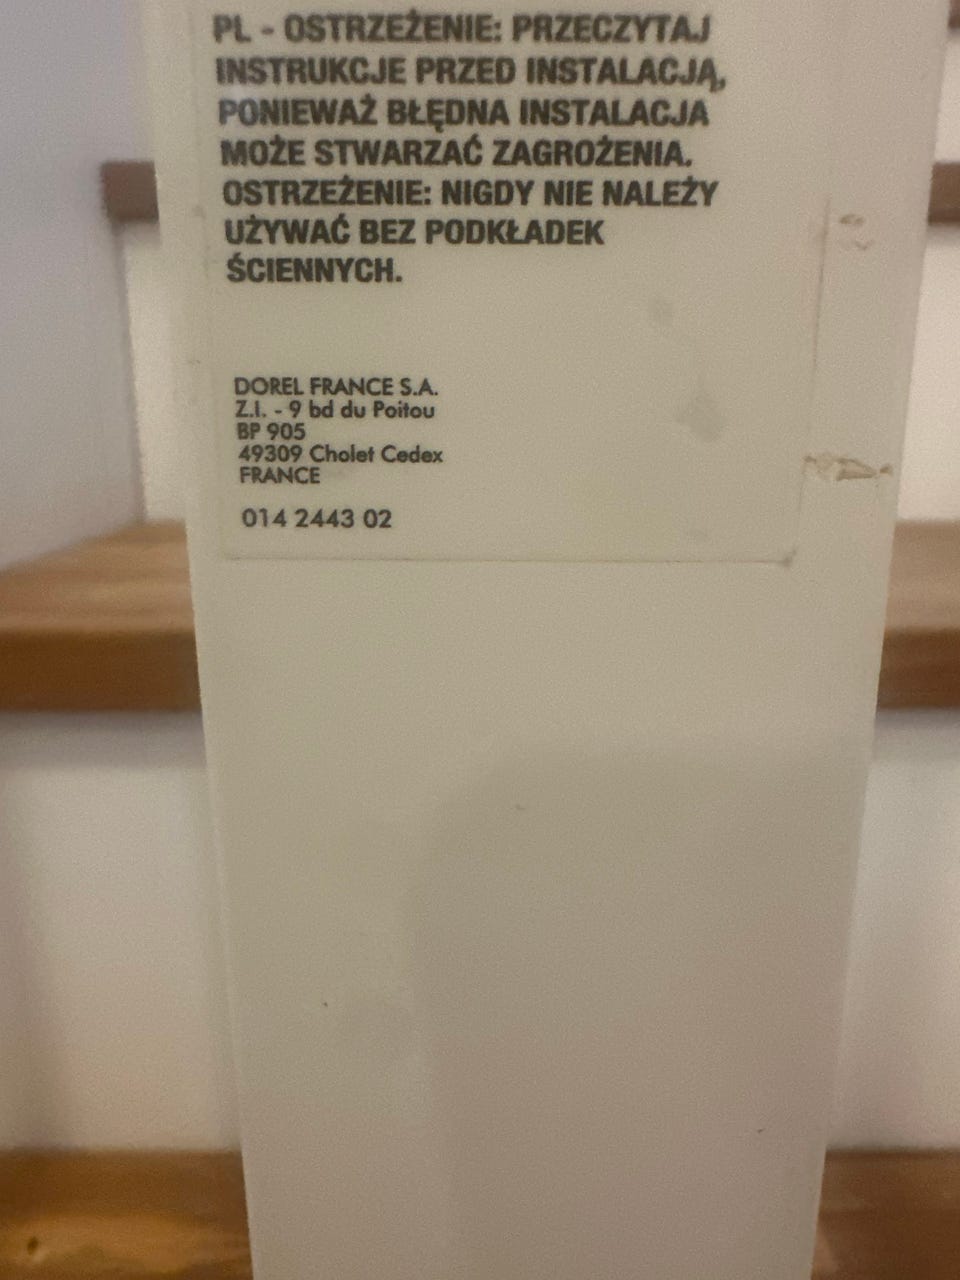 PL - OSTRZEŻENIE: PRZECZYTAJ
INSTRUKCJE PRZED INSTALACJĄ,
PONIEWAŻ BŁĘDNA INSTALACJA
MOŻE STWARZAĆ ZAGROŻENIA.
OSTRZEŻENIE: NIGDY NIE NALEŻY
UŻYWAĆ BEZ PODKŁADEK
ŚCIENNYCH.
DOREL FRANCE S.A.
Z.I. - 9 bd du Poitou
BP 905
49309 Cholet Cedex
FRANCE
014 2443 02